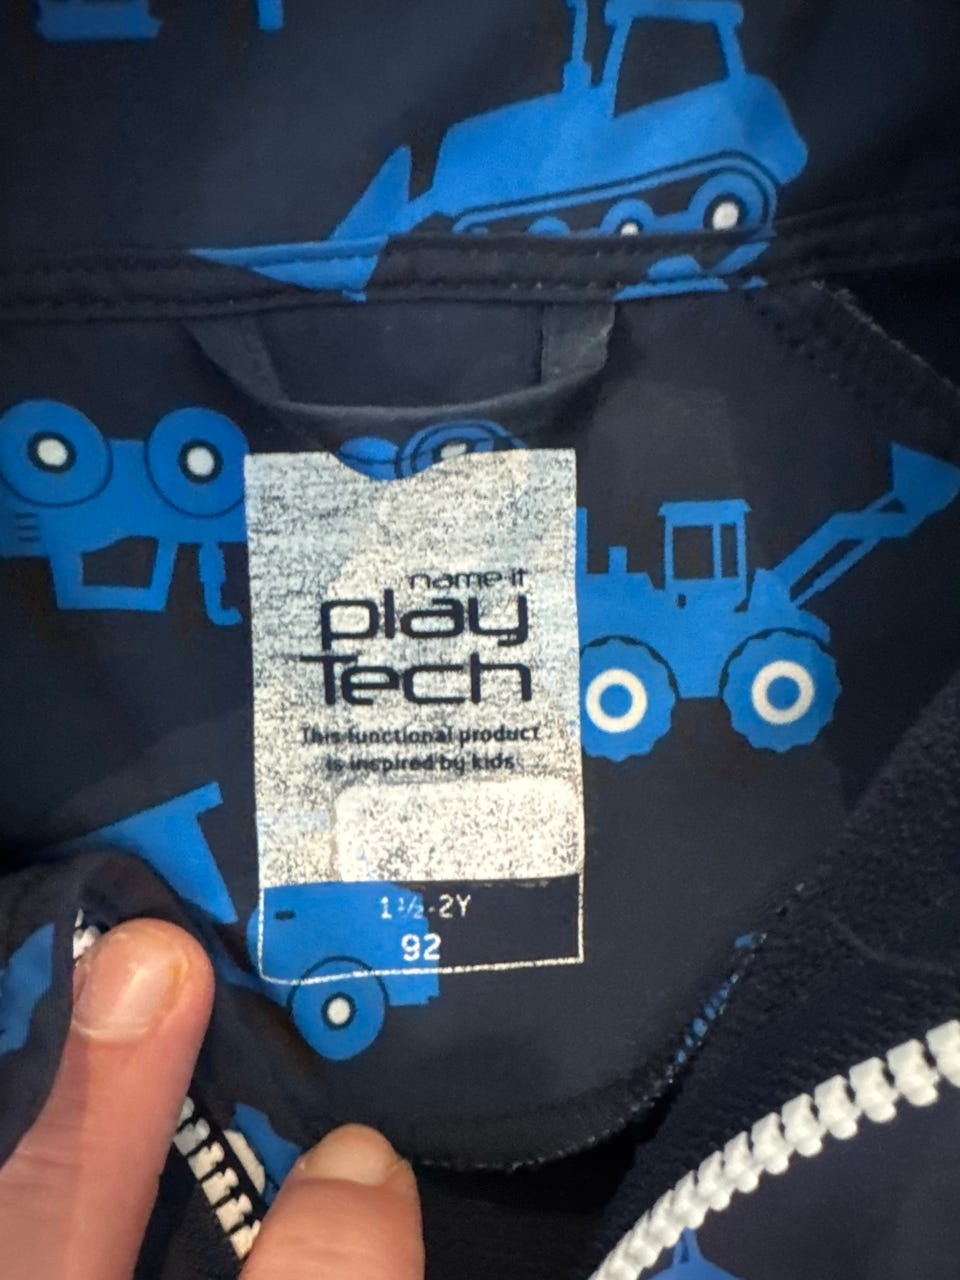 name it
play
Tech
This functional product
is inspired by kids
1½-2Y
92